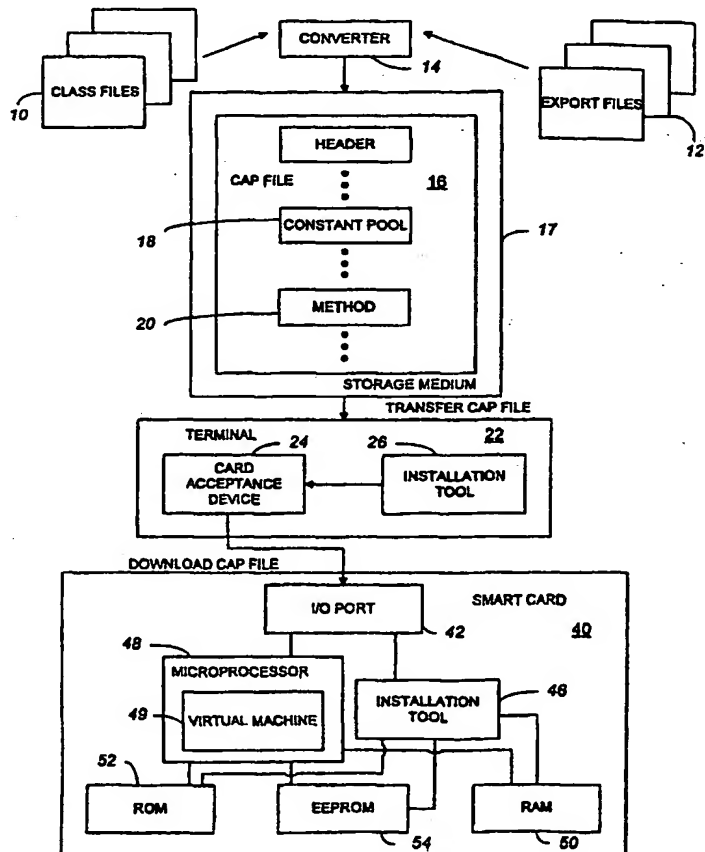 CONVERTER
14
CLASS FILES
10
EXPORT FILES
12
HEADER
CAP FILE
16
18
CONSTANT POOL
17
20
METHOD
STORAGE MEDIUM
TRANSFER CAP FILE
TERMINAL
24
26
22
CARD
ACCEPTANCE
DEVICE
INSTALLATION
TOOL
DOWNLOAD CAP FILE
I/O PORT
SMART CARD
42
40
48
MICROPROCESSOR
46
49
VIRTUAL MACHINE
INSTALLATION
TOOL
52
ROM
EEPROM
RAM
54
50